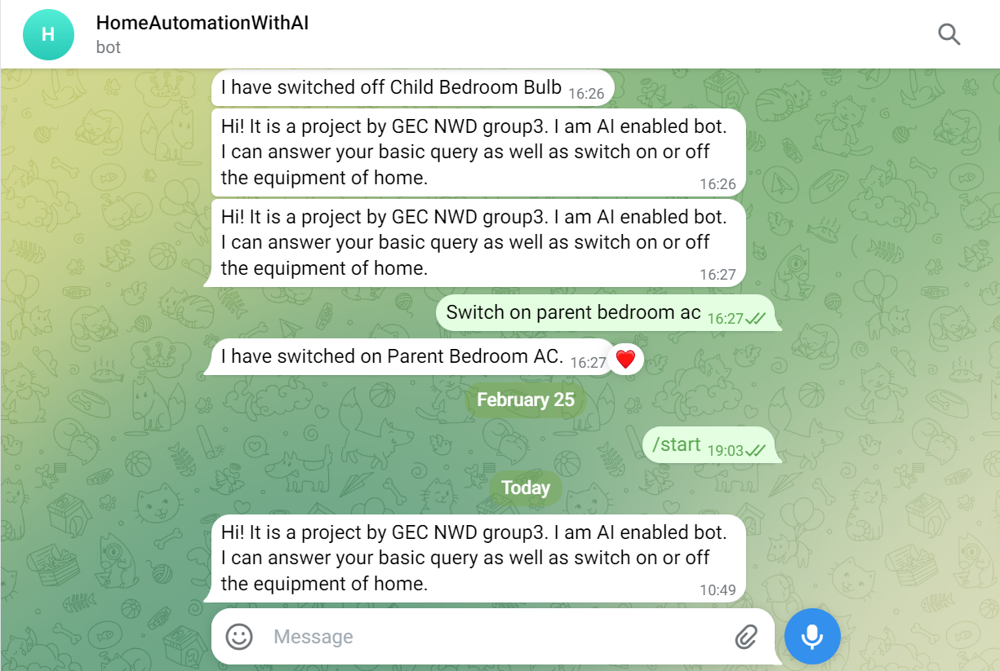 H
HomeAutomationWithAI
bot
I have switched off Child Bedroom Bulb 16:26
Hi! It is a project by GEC NWD group3. I am AI enabled bot.
I can answer your basic query as well as switch on or off
the equipment of home. 16:26
Hi! It is a project by GEC NWD group3. I am AI enabled bot.
I can answer your basic query as well as switch on or off
the equipment of home. 16:27
Switch on parent bedroom ac 16:27
I have switched on Parent Bedroom AC. 16:27
February 25
/start 19:03
Today
Hi! It is a project by GEC NWD group3. I am AI enabled bot.
I can answer your basic query as well as switch on or off
the equipment of home. 10:49
Message